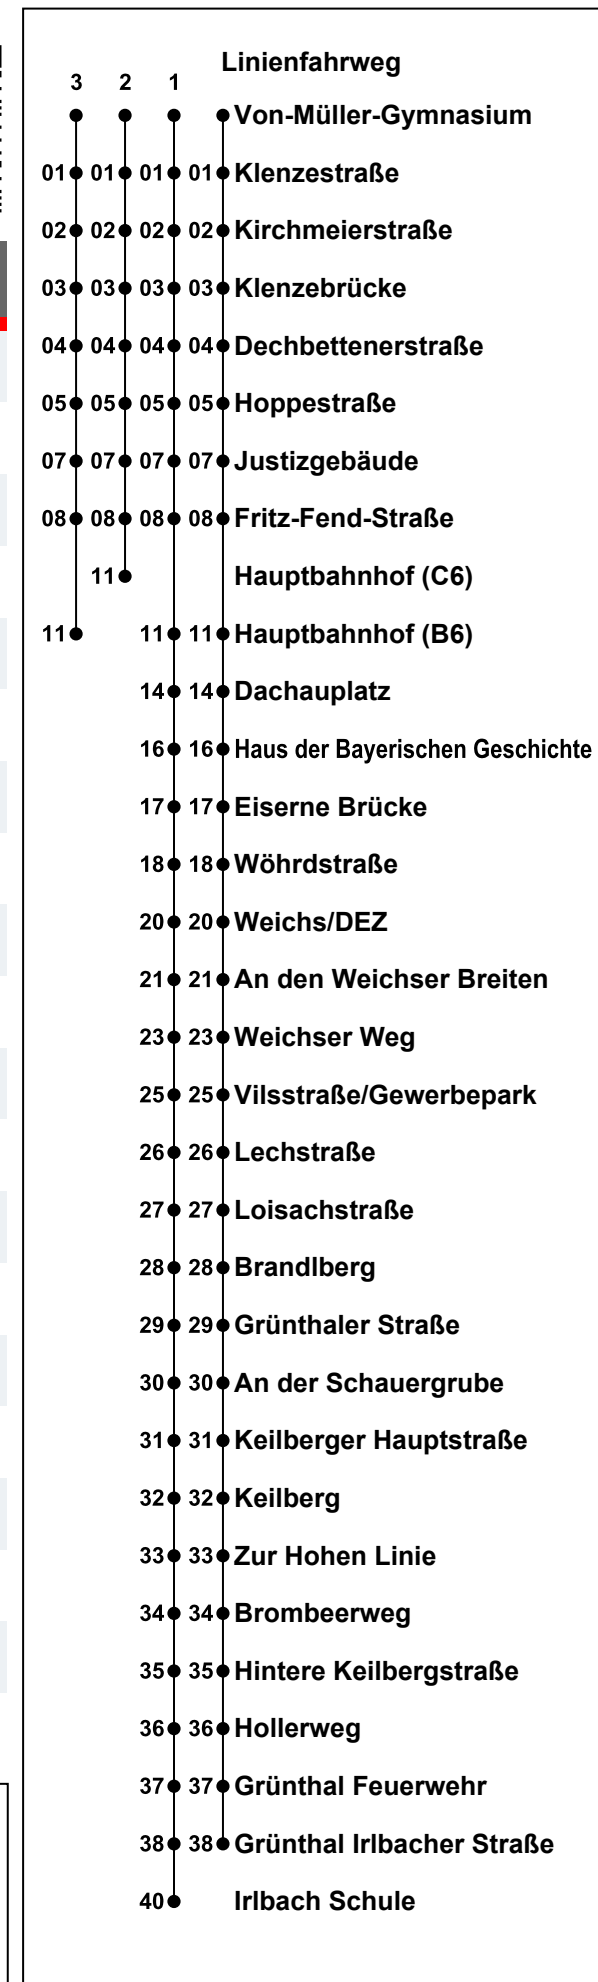 Linienfahrweg
3 2 1
Von-Müller-Gymnasium
01 01 01 01 Klenzestraße
02 02 02 02 Kirchmeierstraße
03 03 03 03 Klenzebrücke
04 04 04 04 Dechbettenerstraße
05 05 05 05 Hoppestraße
07 07 07 07 Justizgebäude
08 08 08 08 Fritz-Fend-Straße
11 Hauptbahnhof (C6)
11 11 11 Hauptbahnhof (B6)
14 14 Dachauplatz
16 16 Haus der Bayerischen Geschichte
17 17 Eiserne Brücke
18 18 Wöhrdstraße
20 20 Weichs/DEZ
21 21 An den Weichser Breiten
23 23 Weichser Weg
25 25 Vilsstraße/Gewerbepark
26 26 Lechstraße
27 27 Loisachstraße
28 28 Brandlberg
29 29 Grünthaler Straße
30 30 An der Schauergrube
31 31 Keilberger Hauptstraße
32 32 Keilberg
33 33 Zur Hohen Linie
34 34 Brombeerweg
35 35 Hintere Keilbergstraße
36 36 Hollerweg
37 37 Grünthal Feuerwehr
38 38 Grünthal Irlbacher Straße
40 Irlbach Schule